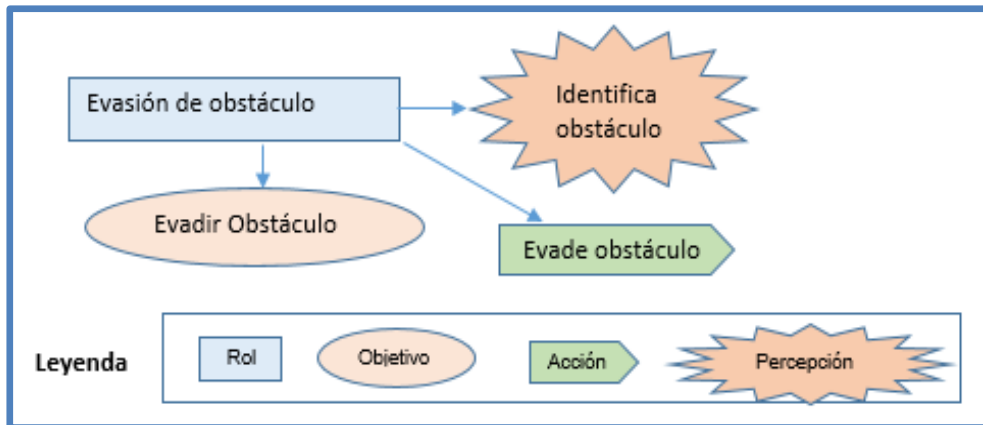 Evasión de obstáculo
Identifica
obstáculo
Evadir Obstáculo
Evade obstáculo
Leyenda
Rol
Objetivo
Acción
Percepción